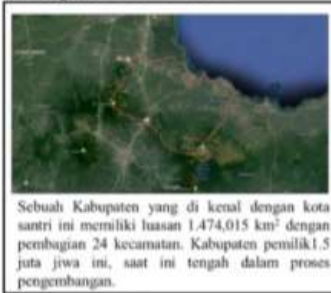 Sebuah Kabupaten yang di kenal dengan kota
santri ini memiliki luasan 1.474,015 km² dengan
pembagian 24 kecamatan. Kabupaten pemilik1.5
juta jiwa ini, saat ini tengah dalam proses
pengembangan.